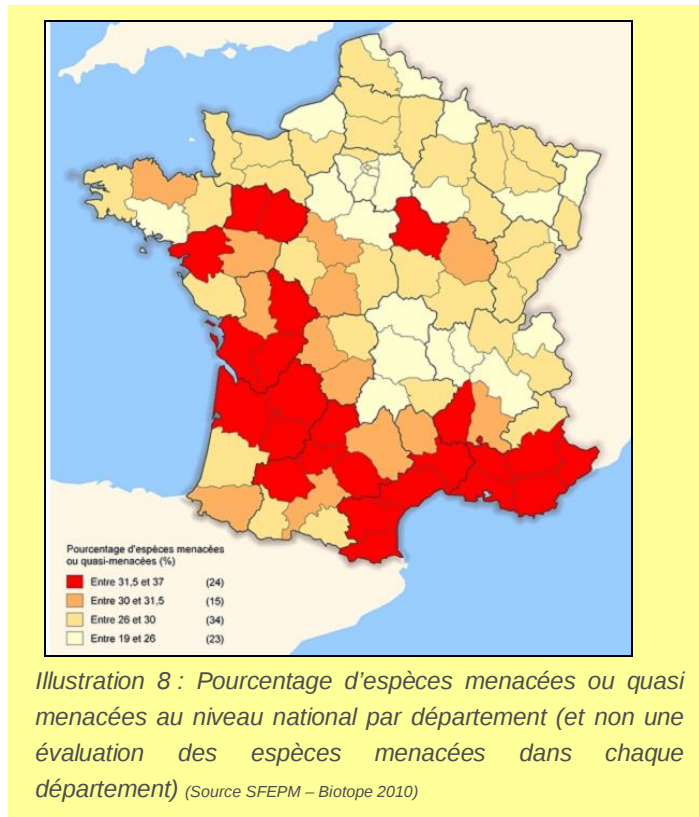 Pourcentage d'espèces menacées
ou quasi-menacées (%)
Entre 31,5 et 37 (24)
Entre 30 et 31,5 (15)
Entre 26 et 30 (34)
Entre 19 et 26 (23)
Illustration 8 : Pourcentage d’espèces menacées ou quasi
menacées au niveau national par département (et non une
évaluation des espèces menacées dans chaque
département) (Source SFEPM – Biotope 2010)